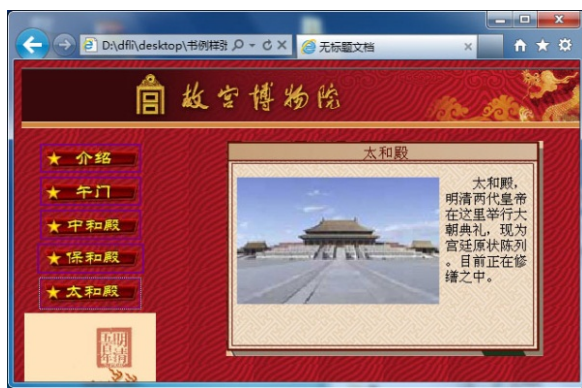 D:\dfli\desktop\书例样张
无标题文档
故宫博物院
介绍
午门
中和殿
保和殿
太和殿
太和殿
太和殿，
明清两代皇帝
在这里举行大
朝典礼，现为
宫廷原状陈列
。目前正在修
缮之中。